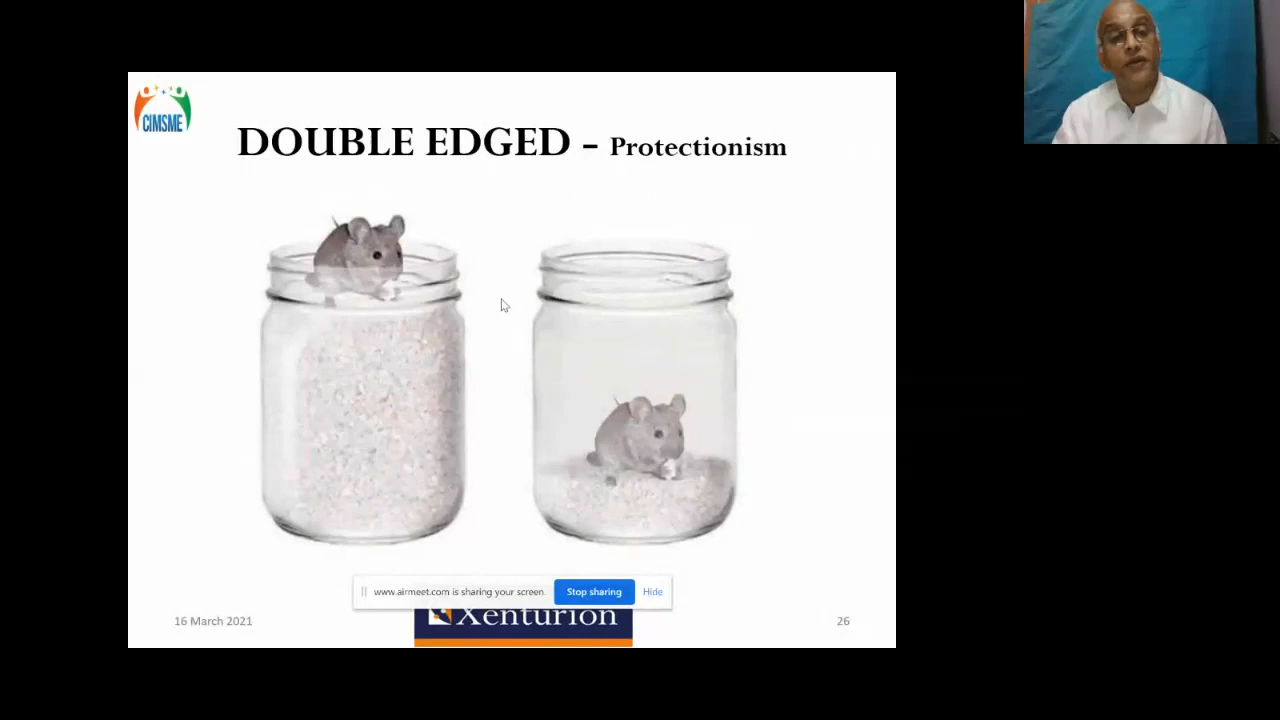 CIMSME
DOUBLE EDGED – Protectionism
www.airmeet.com is sharing your screen.
Stop sharing
Hide
16 March 2021
Xenturion
26